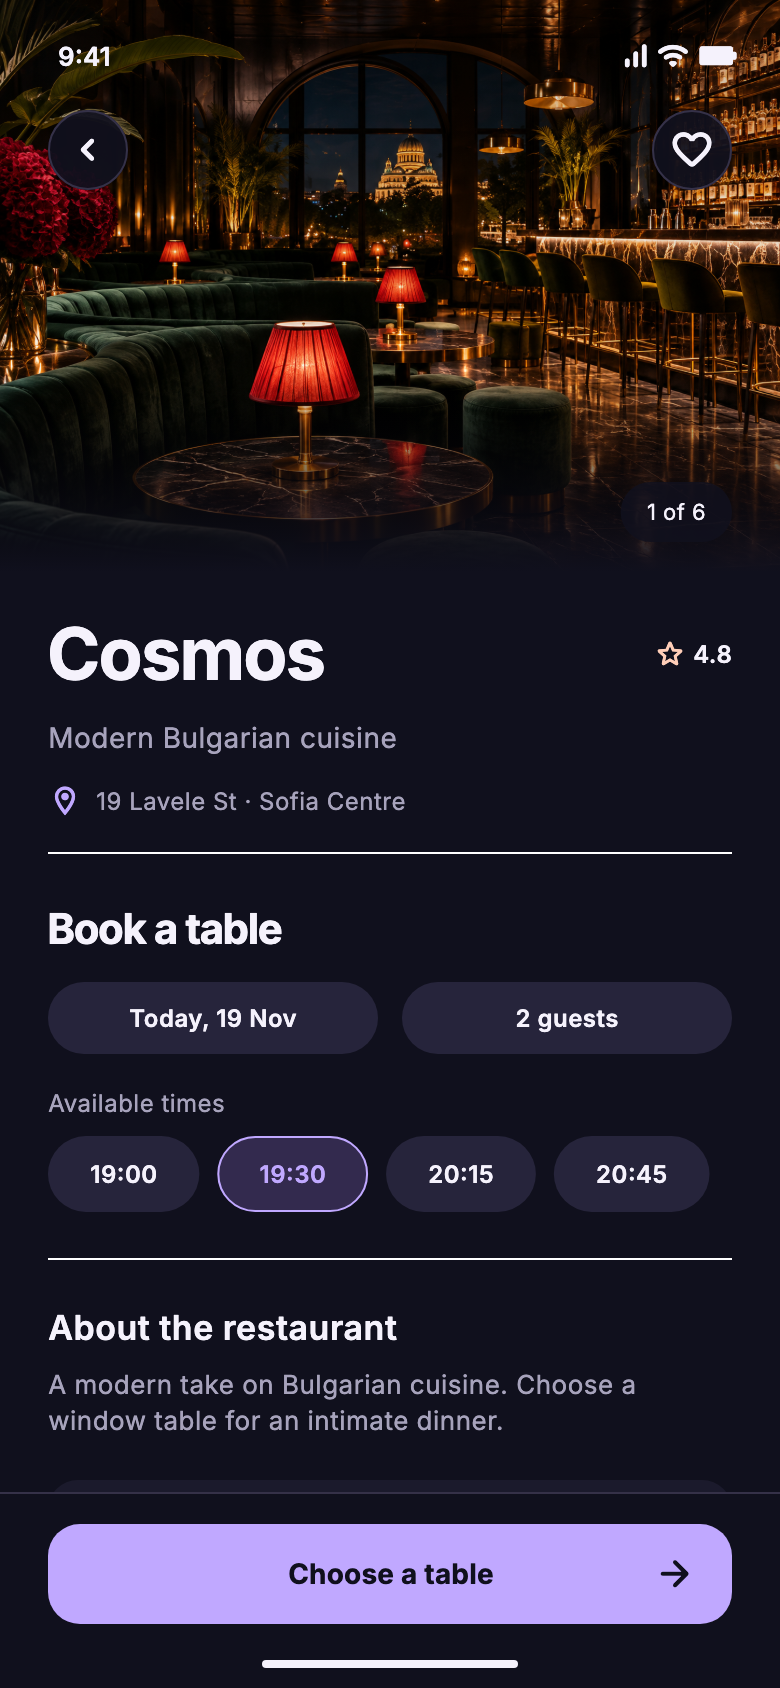 9:41
1 of 6
Cosmos
4.8
Modern Bulgarian cuisine
19 Lavele St · Sofia Centre
Book a table
Today, 19 Nov
2 guests
Available times
19:00
19:30
20:15
20:45
About the restaurant
A modern take on Bulgarian cuisine. Choose a
window table for an intimate dinner.
Choose a table